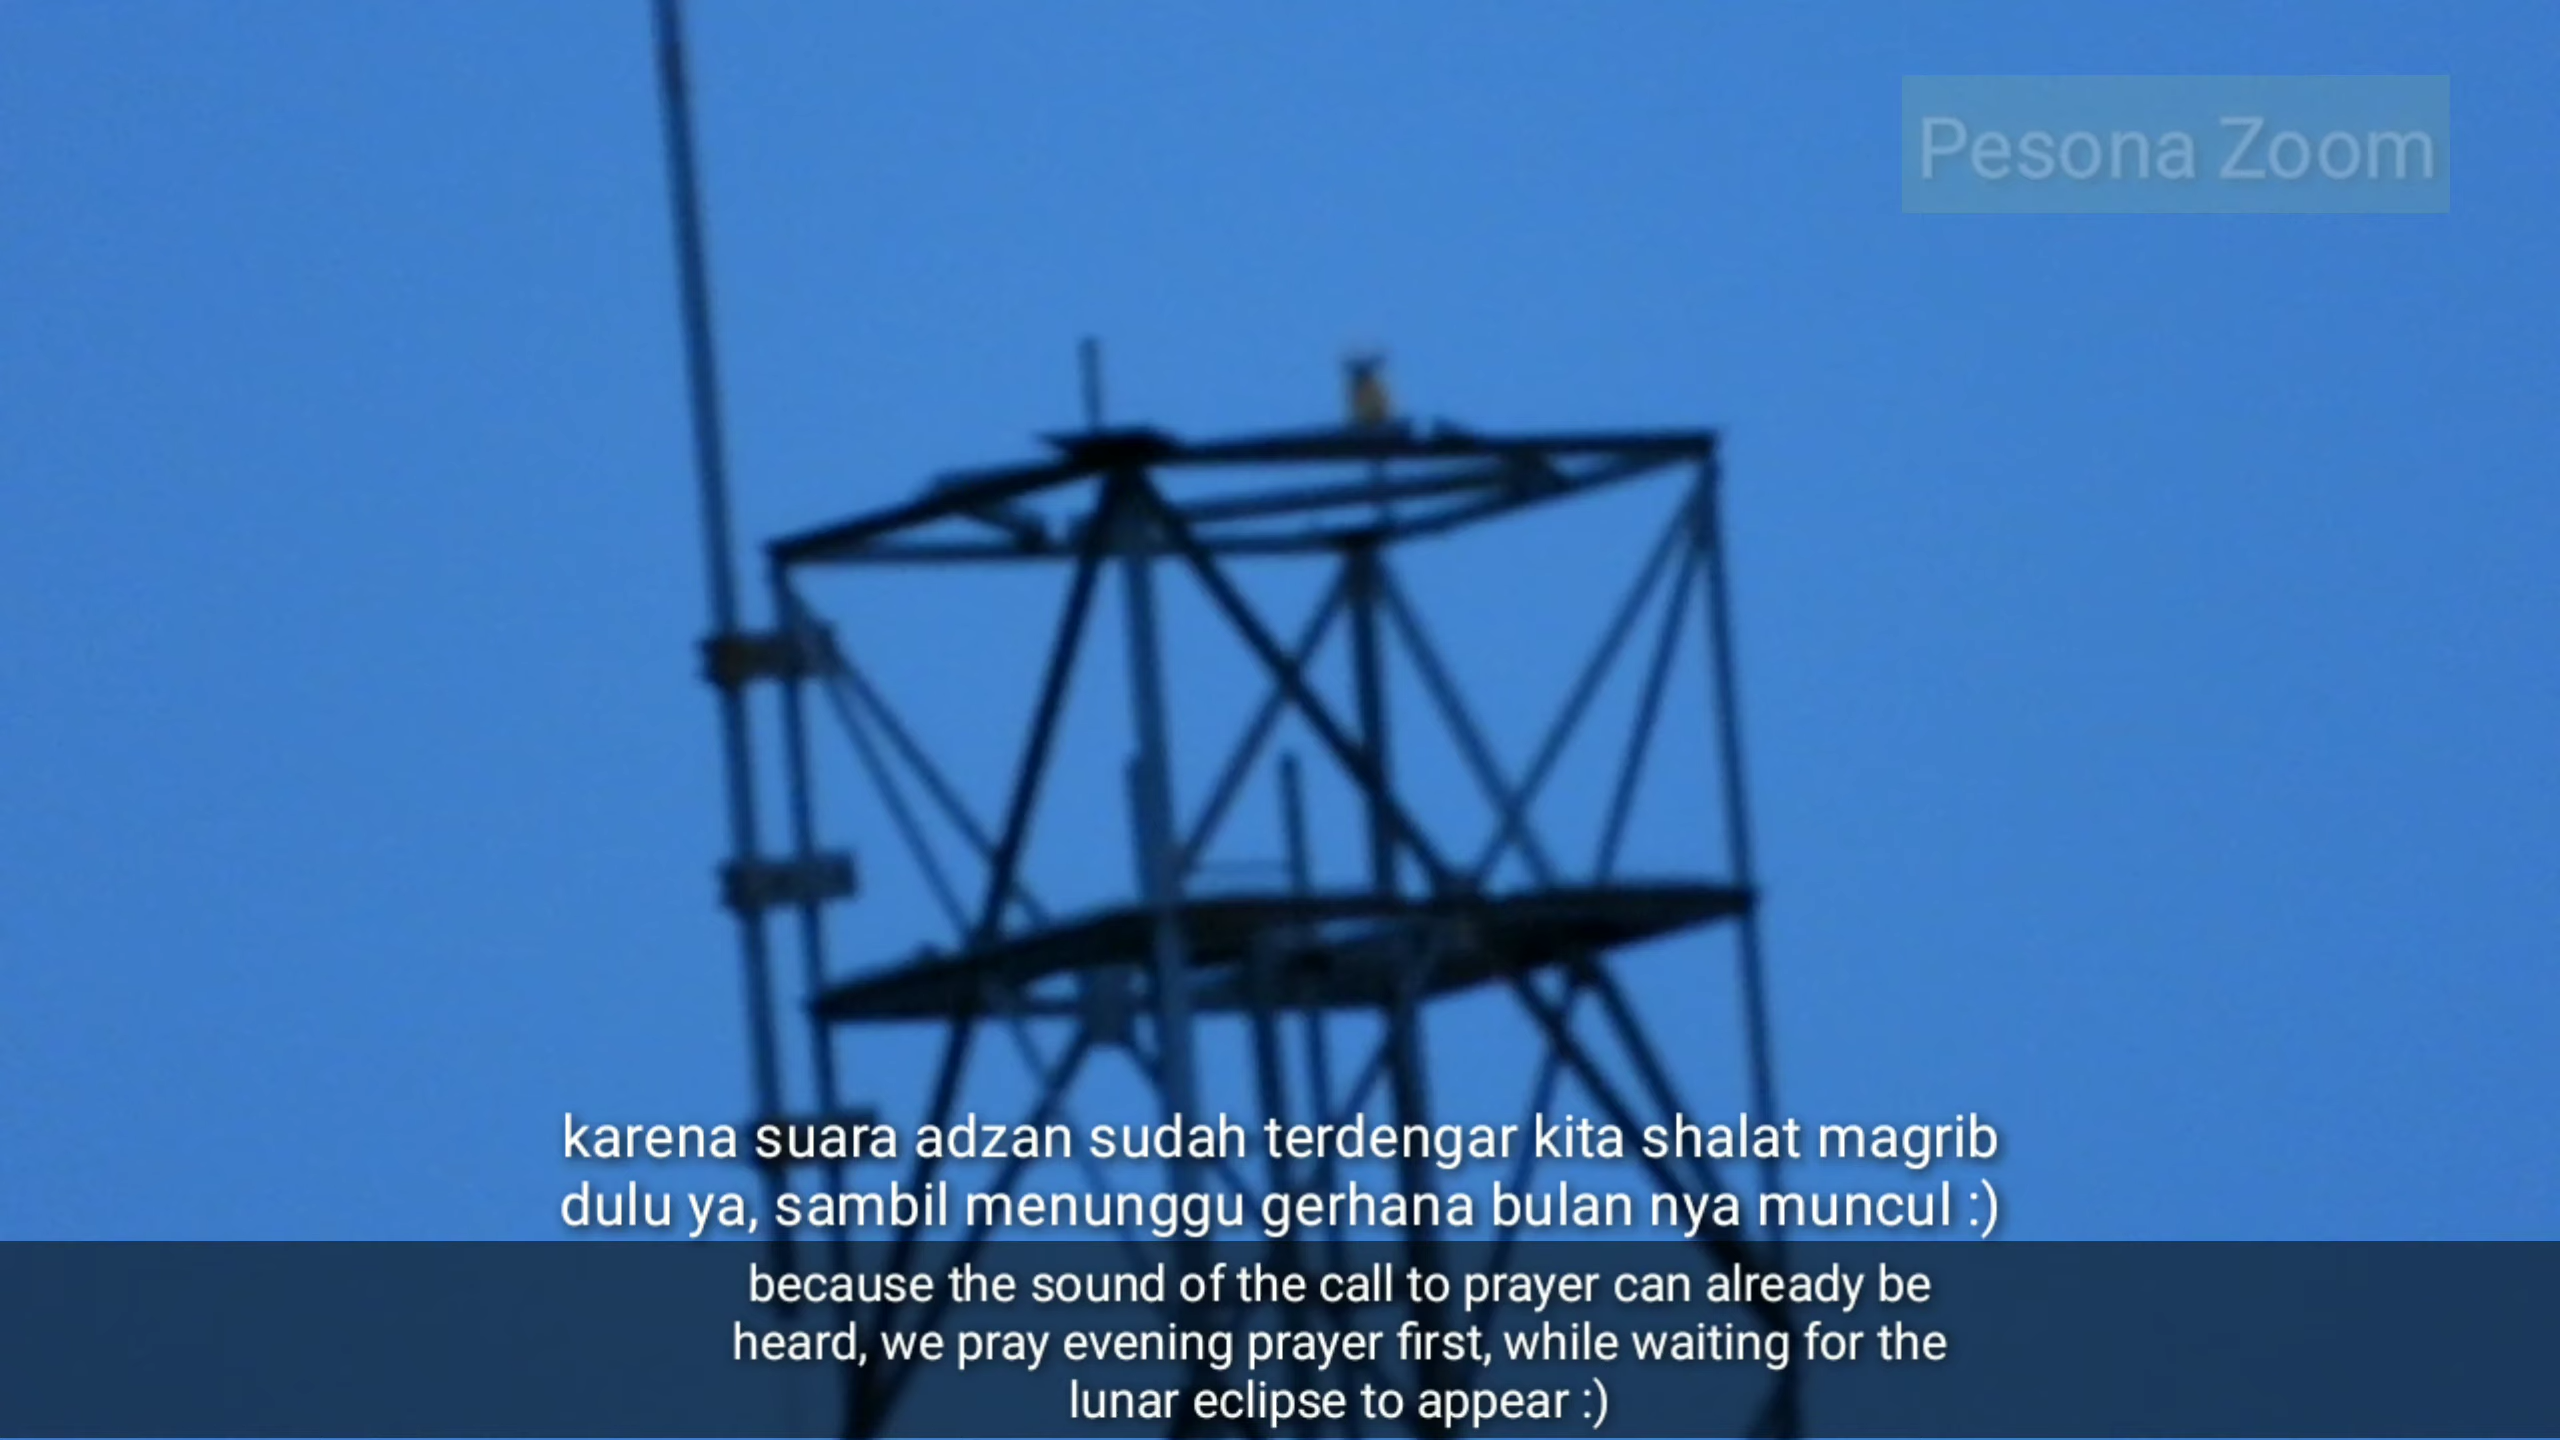 Pesona Zoom
karena suara adzan sudah terdengar kita shalat magrib
dulu ya, sambil menunggu gerhana bulan nya muncul :)
because the sound of the call to prayer can already be
heard, we pray evening prayer first, while waiting for the
lunar eclipse to appear :)